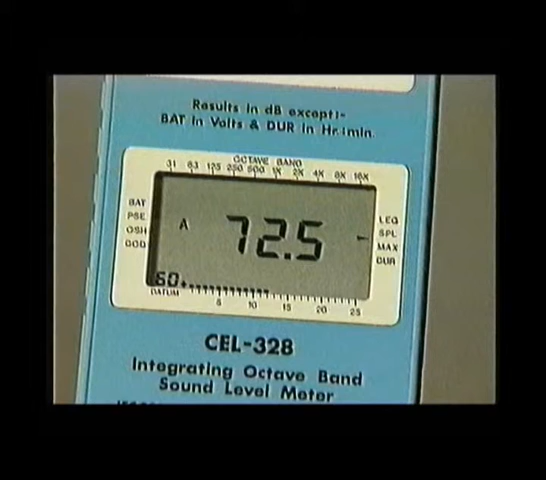 Results in dB except:-
BAT in Volts & DUR in Hr:min
OCTAVE BAND
31 63 125 250 500 1K 2K 4K 8K 16K
BAT
PSE
OSH
COD
A
72.5
LEQ
SPL
MAX
DUR
60
DATUM 5 10 15 20 25
CEL-328
Integrating Octave Band
Sound Level Meter